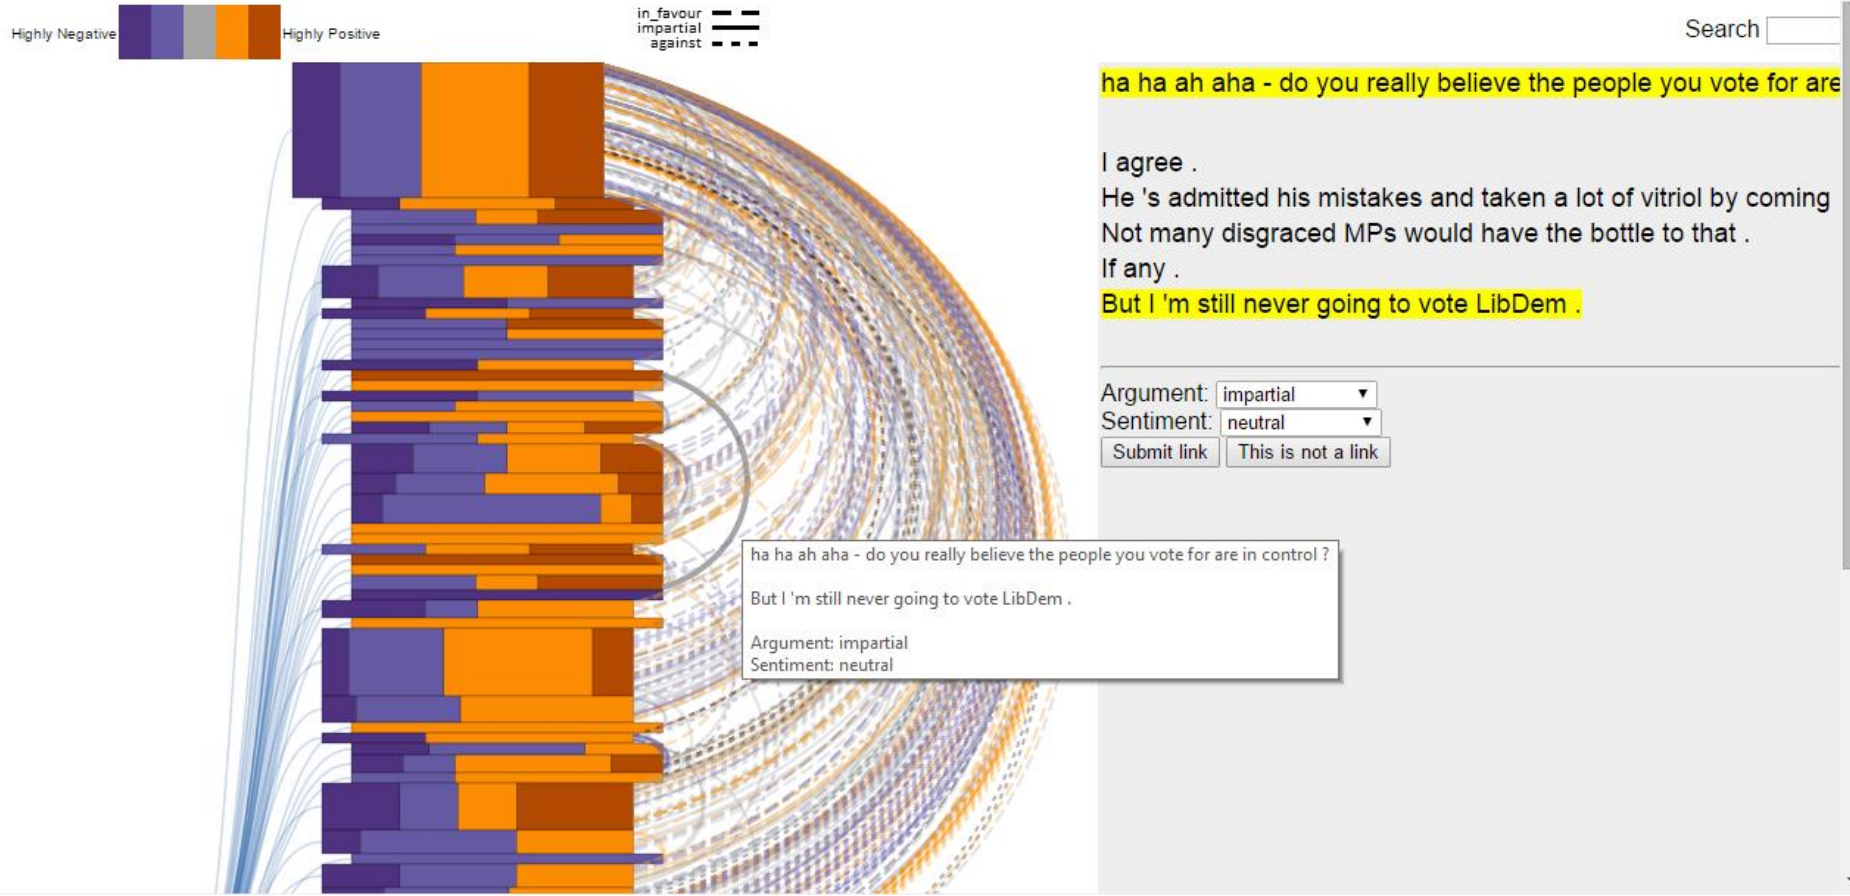 Highly Negative
Highly Positive
in_favour
impartial
against
Search
ha ha ah aha - do you really believe the people you vote for are
I agree .
He 's admitted his mistakes and taken a lot of vitriol by coming
Not many disgraced MPs would have the bottle to that .
If any .
But I 'm still never going to vote LibDem .
Argument: impartial
Sentiment: neutral
Submit link This is not a link
ha ha ah aha - do you really believe the people you vote for are in control ?
But I 'm still never going to vote LibDem .
Argument: impartial
Sentiment: neutral